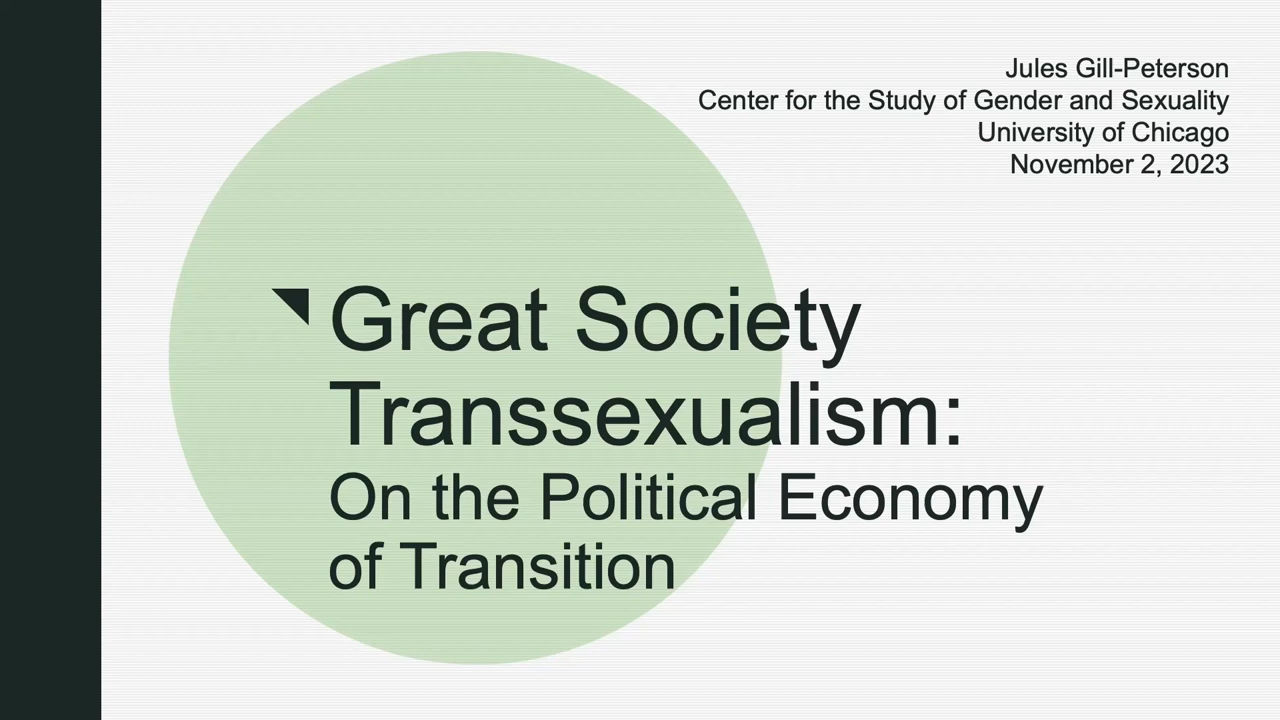 Jules Gill-Peterson
Center for the Study of Gender and Sexuality
University of Chicago
November 2, 2023
Great Society
Transsexualism:
On the Political Economy
of Transition